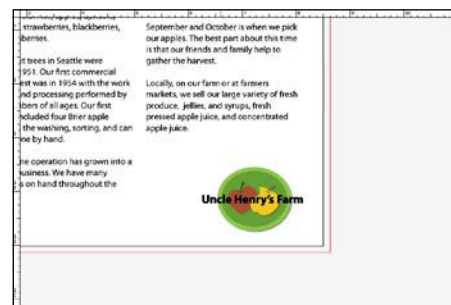 strawberries, blackberries,
berries.
t trees in Seattle were
1951. Our first commercial
est was in 1954 with the work
nd processing performed by
bers of all ages. Our first
ncluded four Brier apple
the washing, sorting, and can
ne by hand.
ne operation has grown into a
business. We have many
s on hand throughout the
September and October is when we pick
our apples. The best part about this time
is that our friends and family help to
gather the harvest.
Locally, on our farm or at farmers
markets, we sell our large variety of fresh
produce, jellies, and syrups, fresh
pressed apple juice, and concentrated
apple juice.
Uncle Henry's Farm